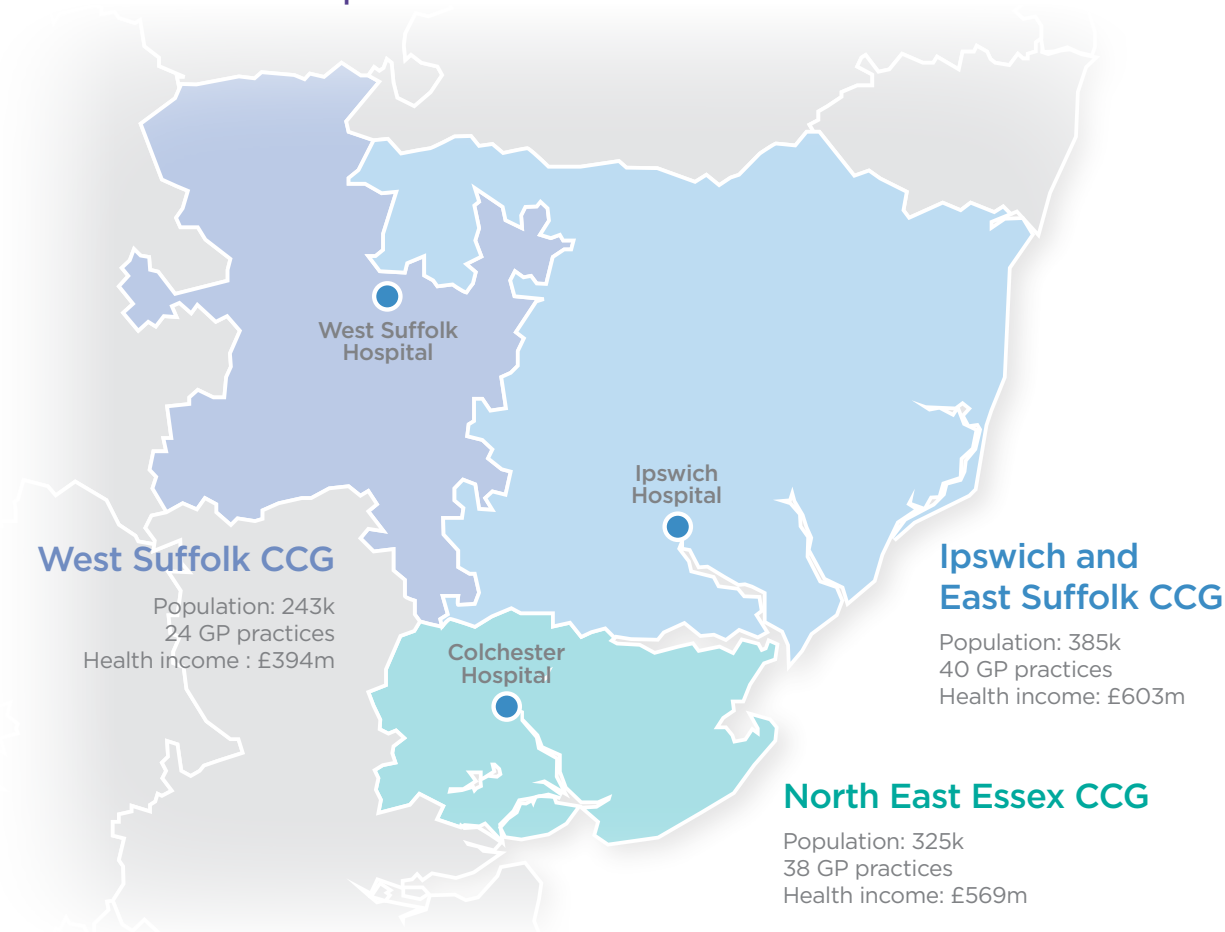 West Suffolk
Hospital
Ipswich
Hospital
West Suffolk CCG
Population: 243k
24 GP practices
Health income : £394m
Ipswich and
East Suffolk CCG
Population: 385k
40 GP practices
Health income: £603m
Colchester
Hospital
North East Essex CCG
Population: 325k
38 GP practices
Health income: £569m